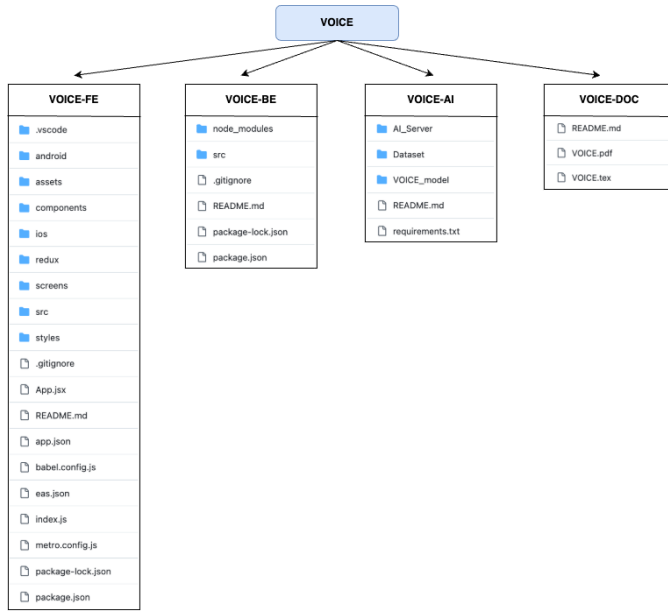 VOICE
VOICE-FE
.vscode
android
assets
components
ios
redux
screens
src
styles
.gitignore
App.jsx
README.md
app.json
babel.config.js
eas.json
index.js
metro.config.js
package-lock.json
package.json
VOICE-BE
node_modules
src
.gitignore
README.md
package-lock.json
package.json
VOICE-AI
AI_Server
Dataset
VOICE_model
README.md
requirements.txt
VOICE-DOC
README.md
VOICE.pdf
VOICE.tex